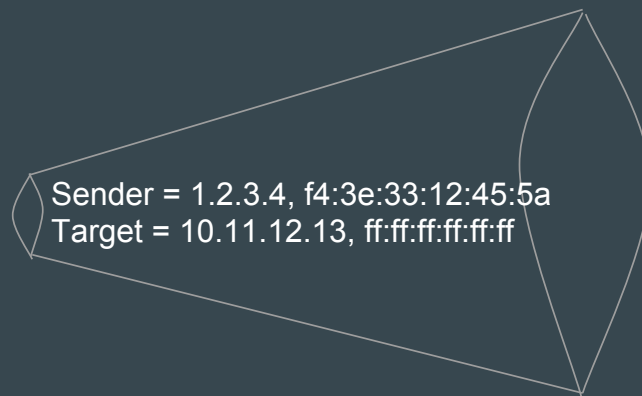 Sender = 1.2.3.4, f4:3e:33:12:45:5a
Target = 10.11.12.13, ff:ff:ff:ff:ff:ff